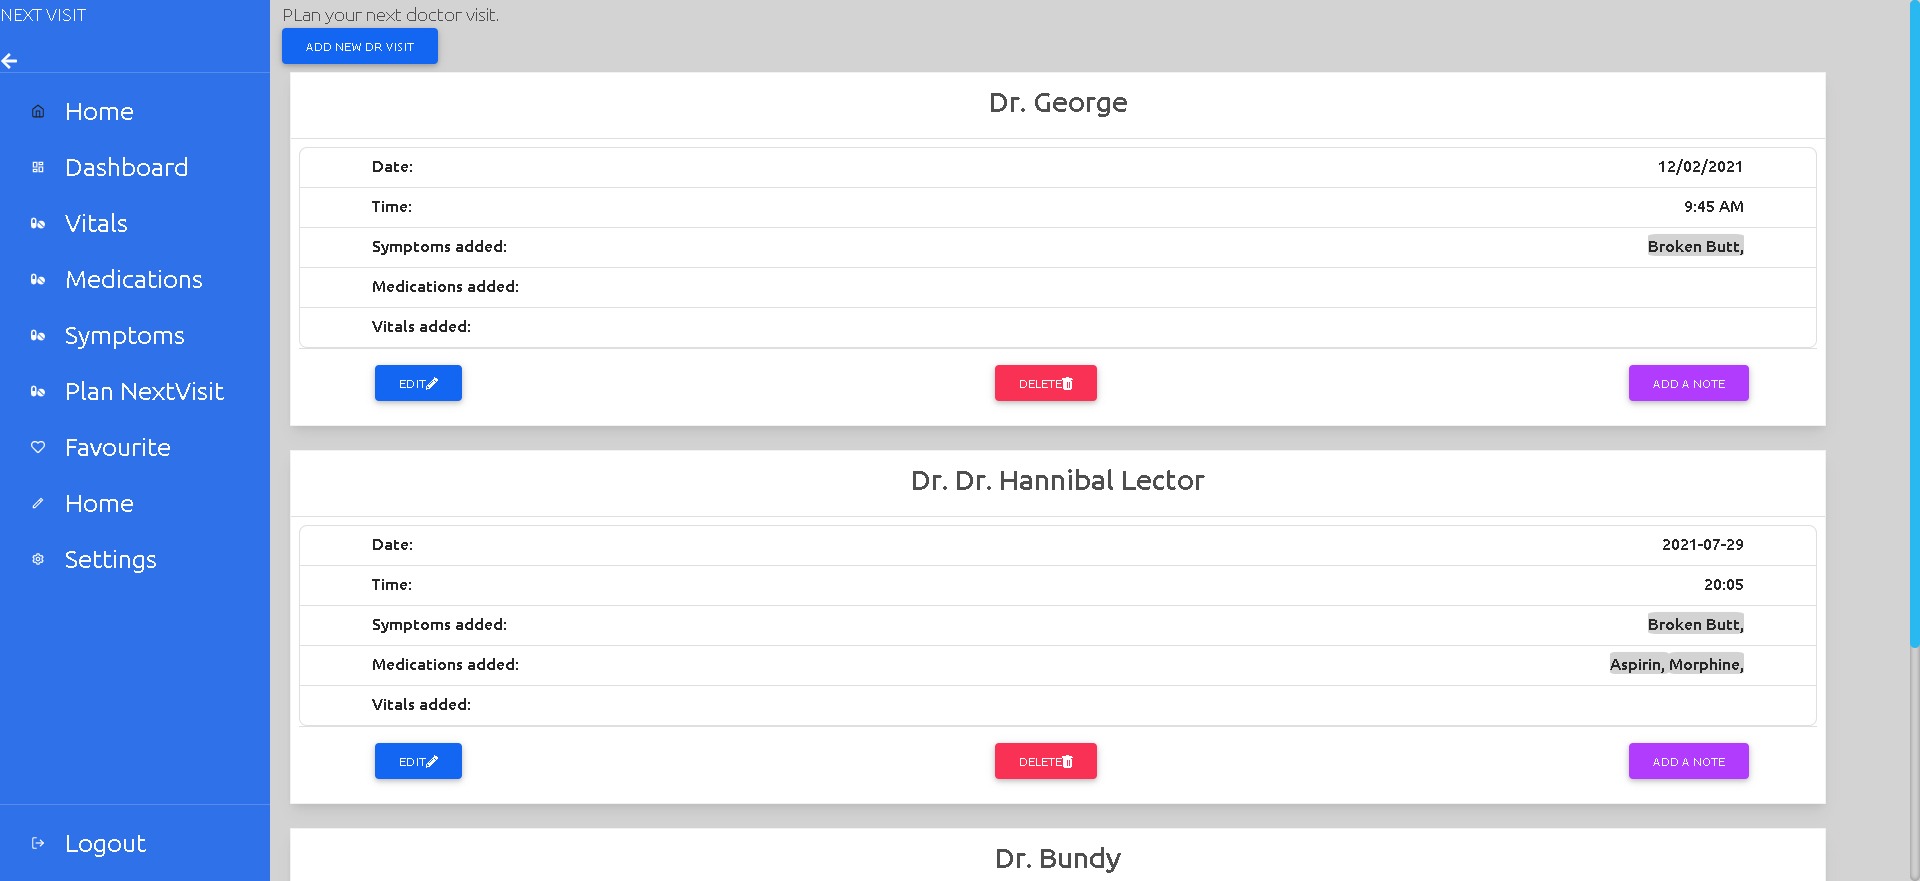 NEXT VISIT
Home
Dashboard
Vitals
Medications
Symptoms
Plan NextVisit
Favourite
Home
Settings
Logout
PLan your next doctor visit.
ADD NEW DR VISIT
Dr. George
Date: 12/02/2021
Time: 9:45 AM
Symptoms added: Broken Butt,
Medications added:
Vitals added:
EDIT DELETE ADD A NOTE
Dr. Dr. Hannibal Lector
Date: 2021-07-29
Time: 20:05
Symptoms added: Broken Butt,
Medications added: Aspirin, Morphine,
Vitals added:
EDIT DELETE ADD A NOTE
Dr. Bundy